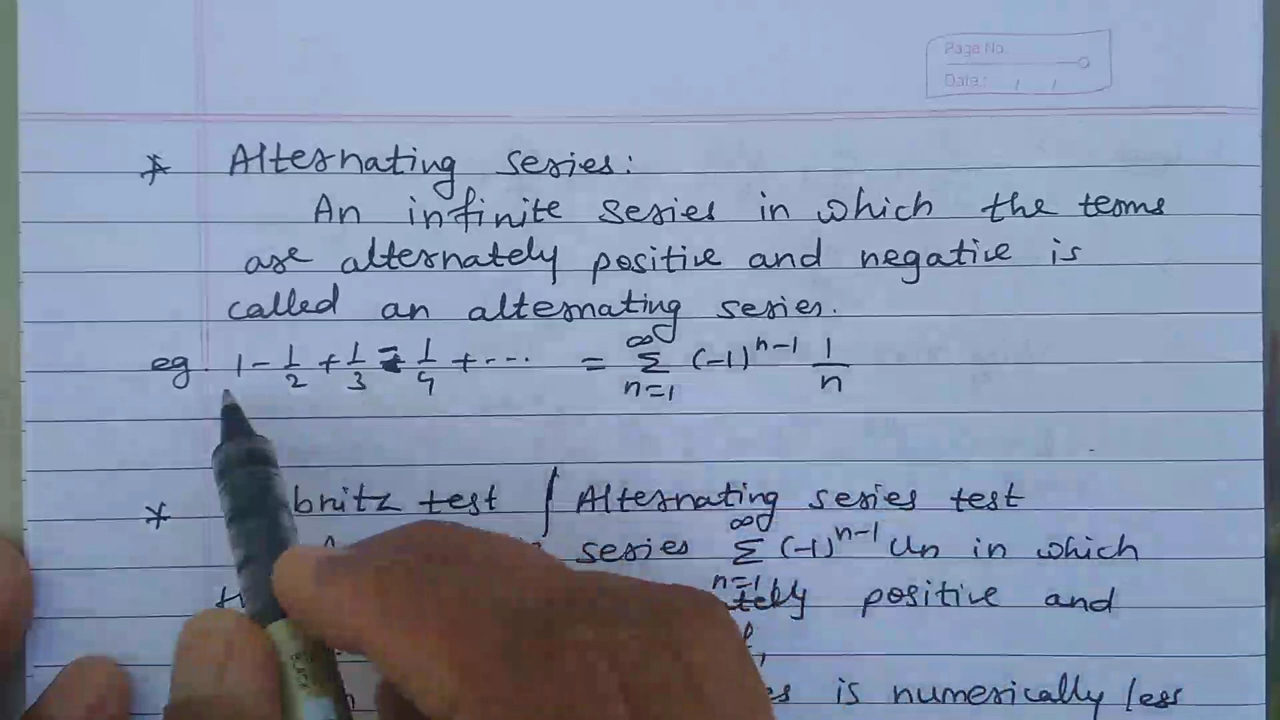 Page No.
Date: / /
* Alternating series:
An infinite series in which the terms
are alternately positive and negative is
called an alternating series.
eg. 1 - 1/2 + 1/3 - 1/4 + ... = ∞Σn=1 (-1)^n-1 1/n
* bnitz test / Alternating series test
series ∞Σn=1 (-1)^n-1 Un in which
positive and
is numerically less